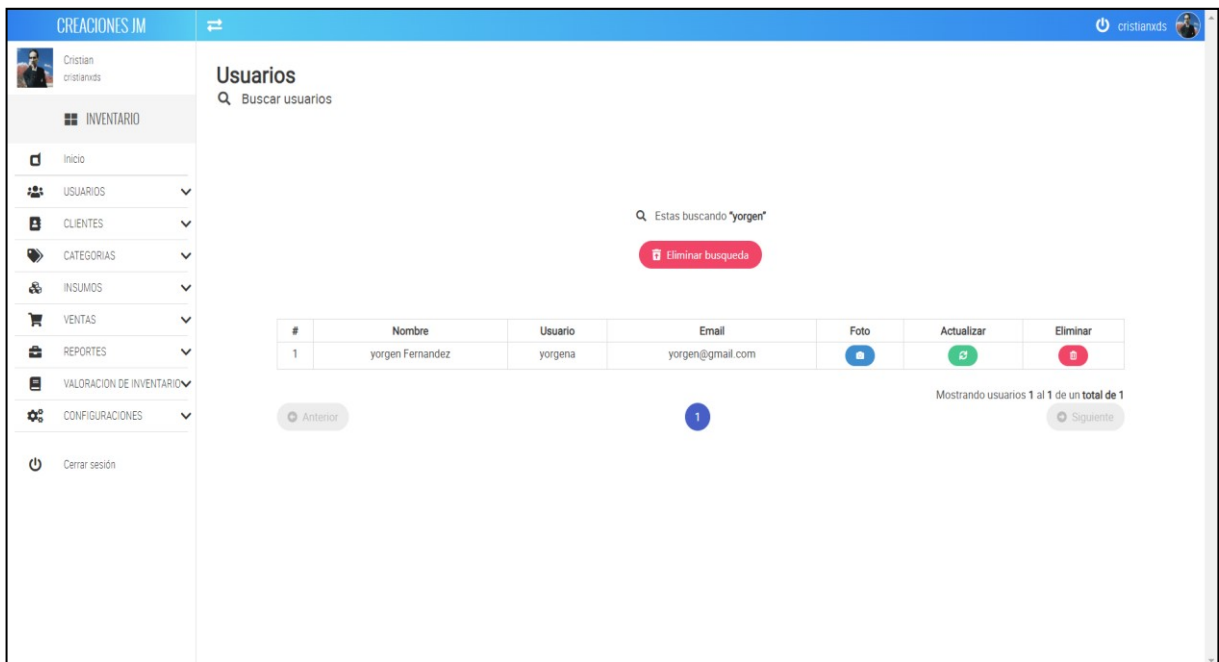 CREACIONES JM
cristianxds
Cristian
cristianxds
INVENTARIO
Inicio
USUARIOS
CLIENTES
CATEGORIAS
INSUMOS
VENTAS
REPORTES
VALORACION DE INVENTARIO
CONFIGURACIONES
Cerrar sesión
Usuarios
Buscar usuarios
Estas buscando "yorgen"
Eliminar busqueda
# Nombre Usuario Email Foto Actualizar Eliminar
1 yorgen Fernandez yorgena yorgen@gmail.com
Mostrando usuarios 1 al 1 de un total de 1
Anterior 1 Siguiente